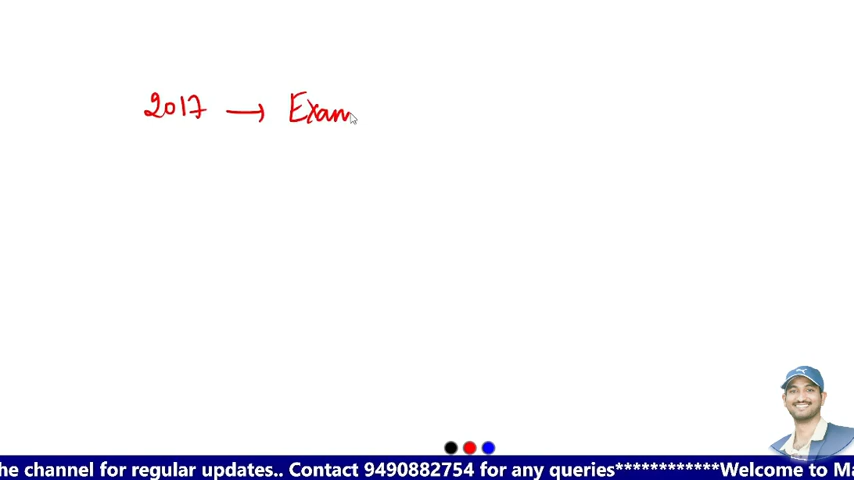 2017 → Exam
he channel for regular updates.. Contact 9490882754 for any queries************Welcome to Ma